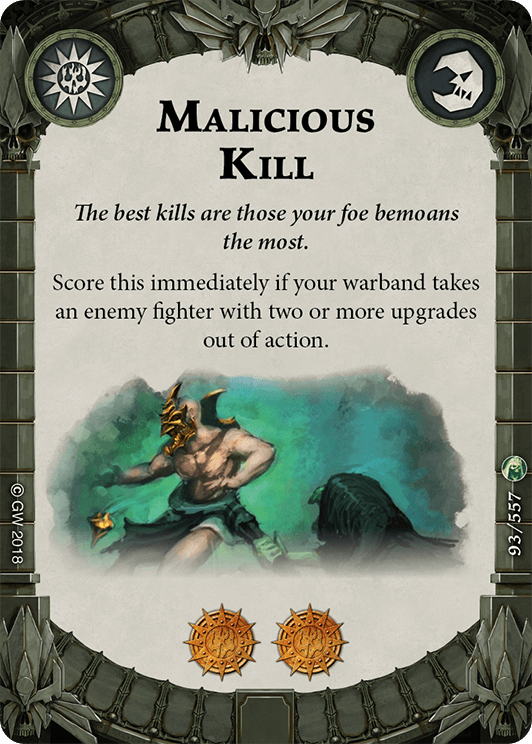 Malicious
Kill
The best kills are those your foe bemoans
the most.
Score this immediately if your warband takes
an enemy fighter with two or more upgrades
out of action.
© GW 2018
93/557